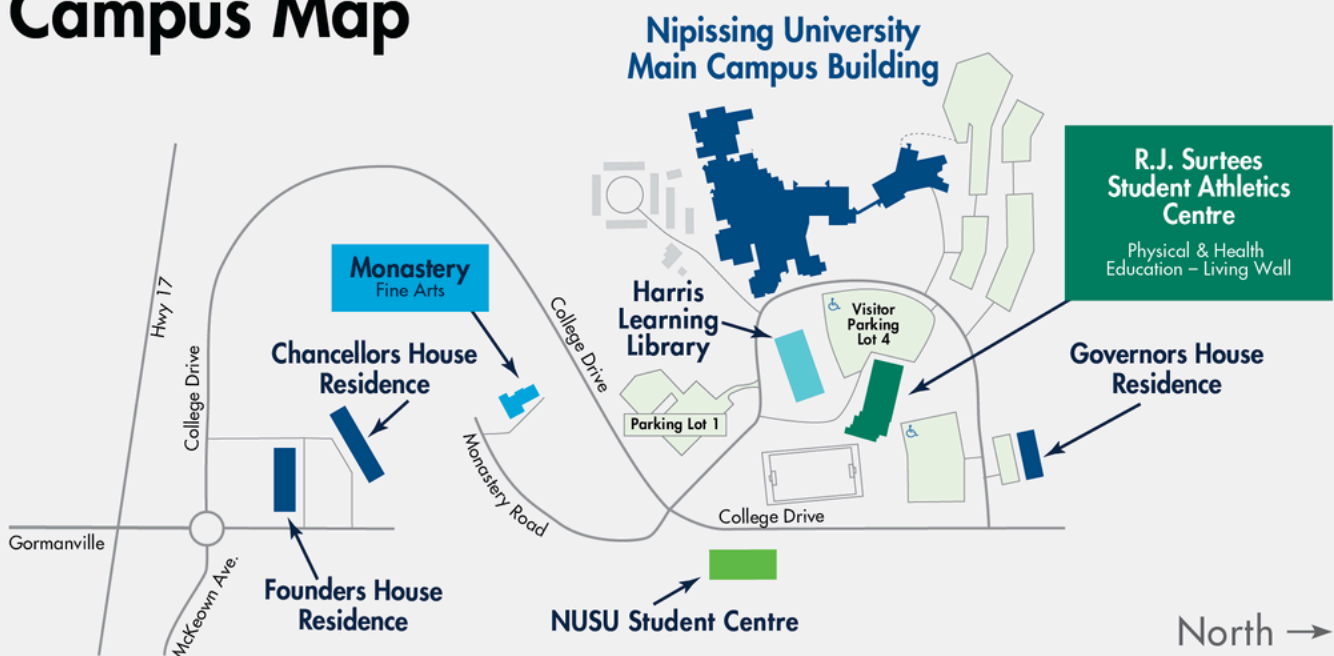 Campus Map
Nipissing University
Main Campus Building
R.J. Surtees
Student Athletics
Centre
Physical & Health
Education – Living Wall
Monastery
Fine Arts
Hwy 17
College Drive
Harris
Learning
Library
Visitor
Parking
Lot 4
College Drive
Chancellors House
Residence
Governors House
Residence
Parking Lot 1
Monastery Road
College Drive
Gormanville
McKeown Ave.
Founders House
Residence
NUSU Student Centre
North